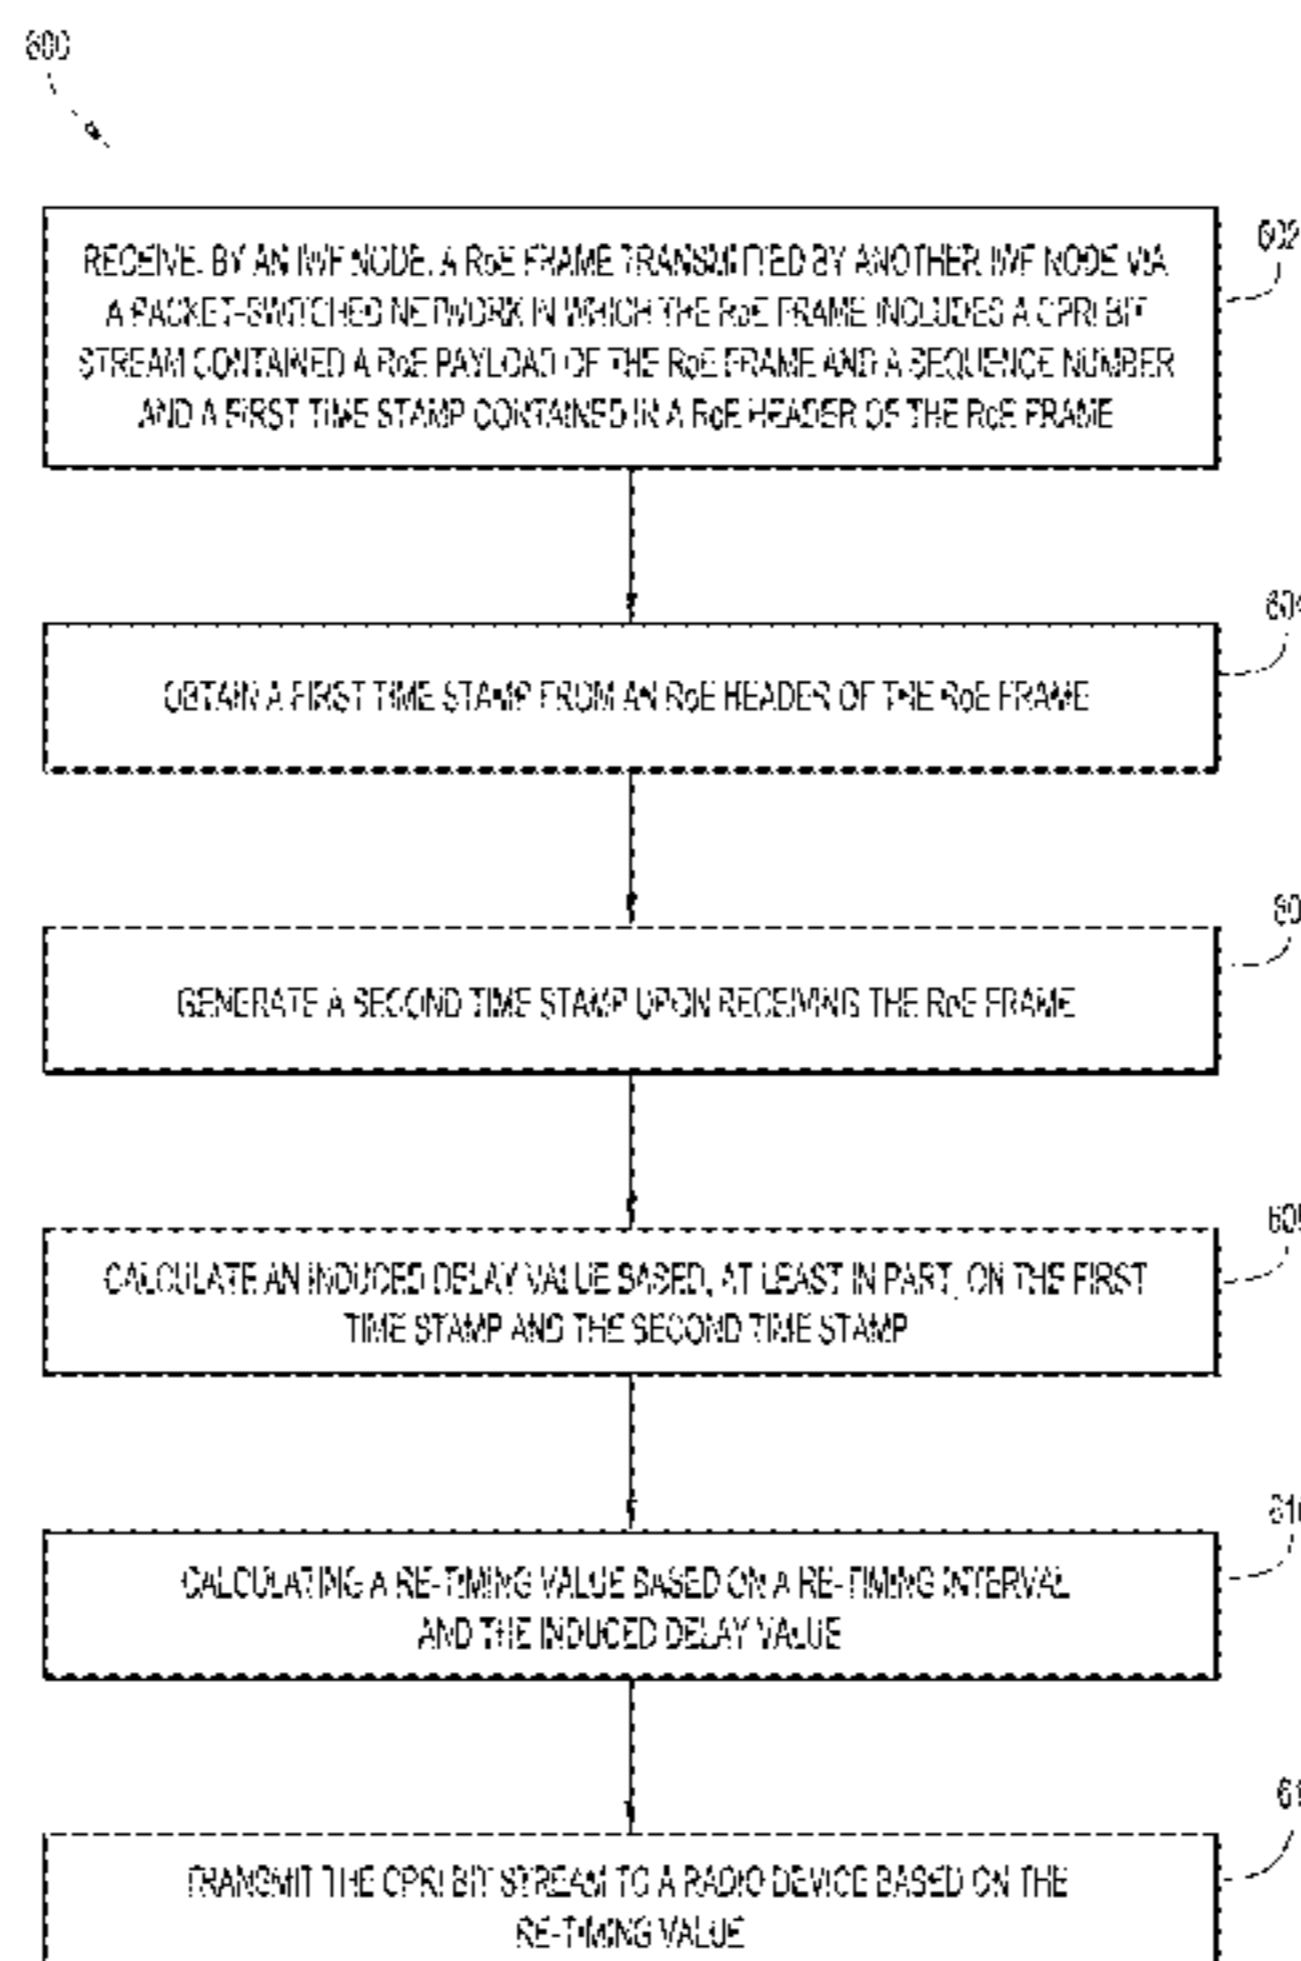 600
602
RECEIVE, BY AN IWF NODE, A RoE FRAME TRANSMITTED BY ANOTHER IWF NODE VIA
A PACKET-SWITCHED NETWORK IN WHICH THE RoE FRAME INCLUDES A CPRI BIT
STREAM CONTAINED A RoE PAYLOAD OF THE RoE FRAME AND A SEQUENCE NUMBER
AND A FIRST TIME STAMP CONTAINED IN A RoE HEADER OF THE RoE FRAME
604
OBTAIN A FIRST TIME STAMP FROM AN RoE HEADER OF THE RoE FRAME
60
GENERATE A SECOND TIME STAMP UPON RECEIVING THE RoE FRAME
CALCULATE AN INDUCED DELAY VALUE BASED, AT LEAST IN PART, ON THE FIRST
TIME STAMP AND THE SECOND TIME STAMP
610
CALCULATING A RE-TIMING VALUE BASED ON A RE-TIMING INTERVAL
AND THE INDUCED DELAY VALUE
61
TRANSMIT THE CPRI BIT STREAM TO A RADIO DEVICE BASED ON THE
RE-TIMING VALUE